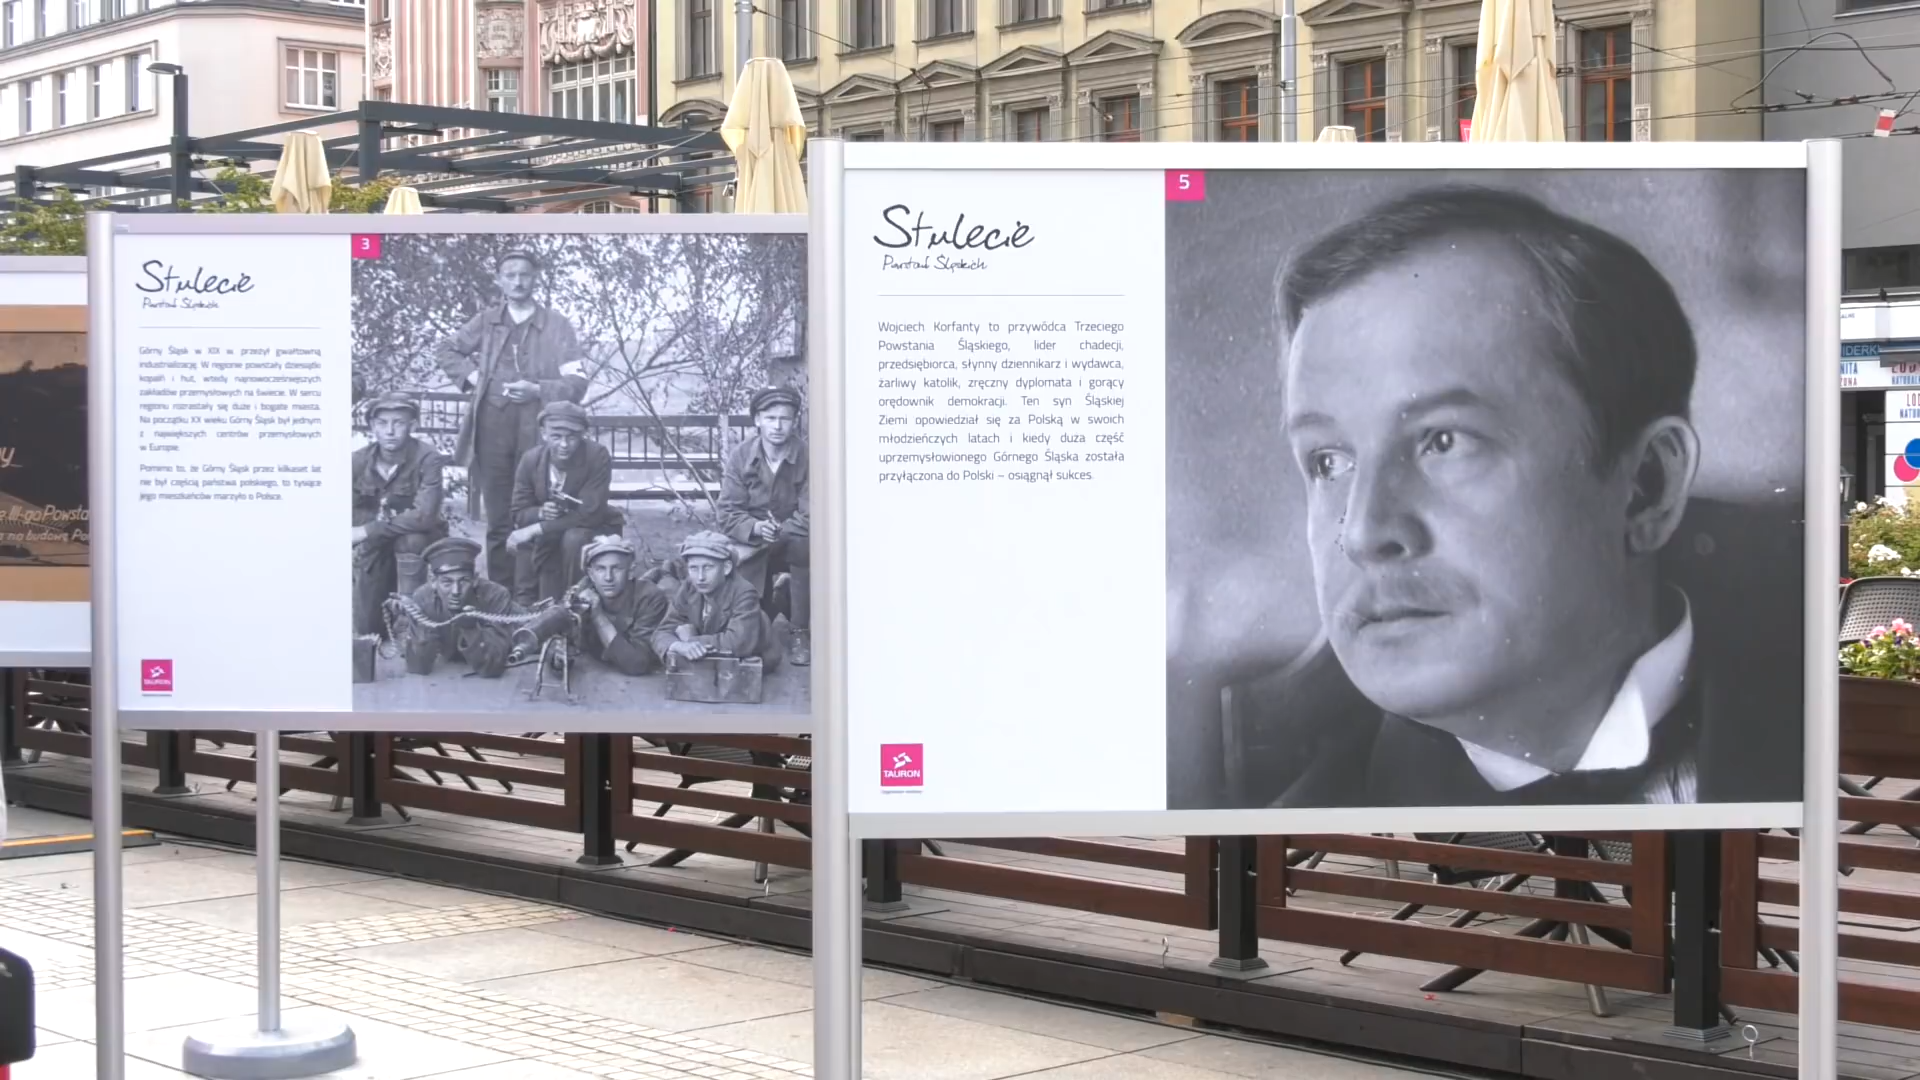 3
Stulecie
Powstań Śląskich
Górny Śląsk w XIX w. przeżył gwałtowną
industrializację. W regionie powstały dziesiątki
kopalń i hut, wtedy najnowocześniejszych
zakładów przemysłowych na świecie. W sercu
regionu rozrastały się duże i bogate miasta.
Na początku XX wieku Górny Śląsk był jednym
z największych centrów przemysłowych
w Europie.
Pomimo to, że Górny Śląsk przez kilkaset lat
nie był częścią państwa polskiego, to tysiące
jego mieszkańców marzyło o Polsce.
TAURON
5
Stulecie
Powstań Śląskich
Wojciech Korfanty to przywódca Trzeciego
Powstania Śląskiego, lider chadecji,
przedsiębiorca, słynny dziennikarz i wydawca,
żarliwy katolik, zręczny dyplomata i gorący
orędownik demokracji. Ten syn Śląskiej
Ziemi opowiedział się za Polską w swoich
młodzieńczych latach i kiedy duża część
uprzemysłowionego Górnego Śląska została
przyłączona do Polski – osiągnął sukces.
TAURON
III-go Powsta
na budowę Po